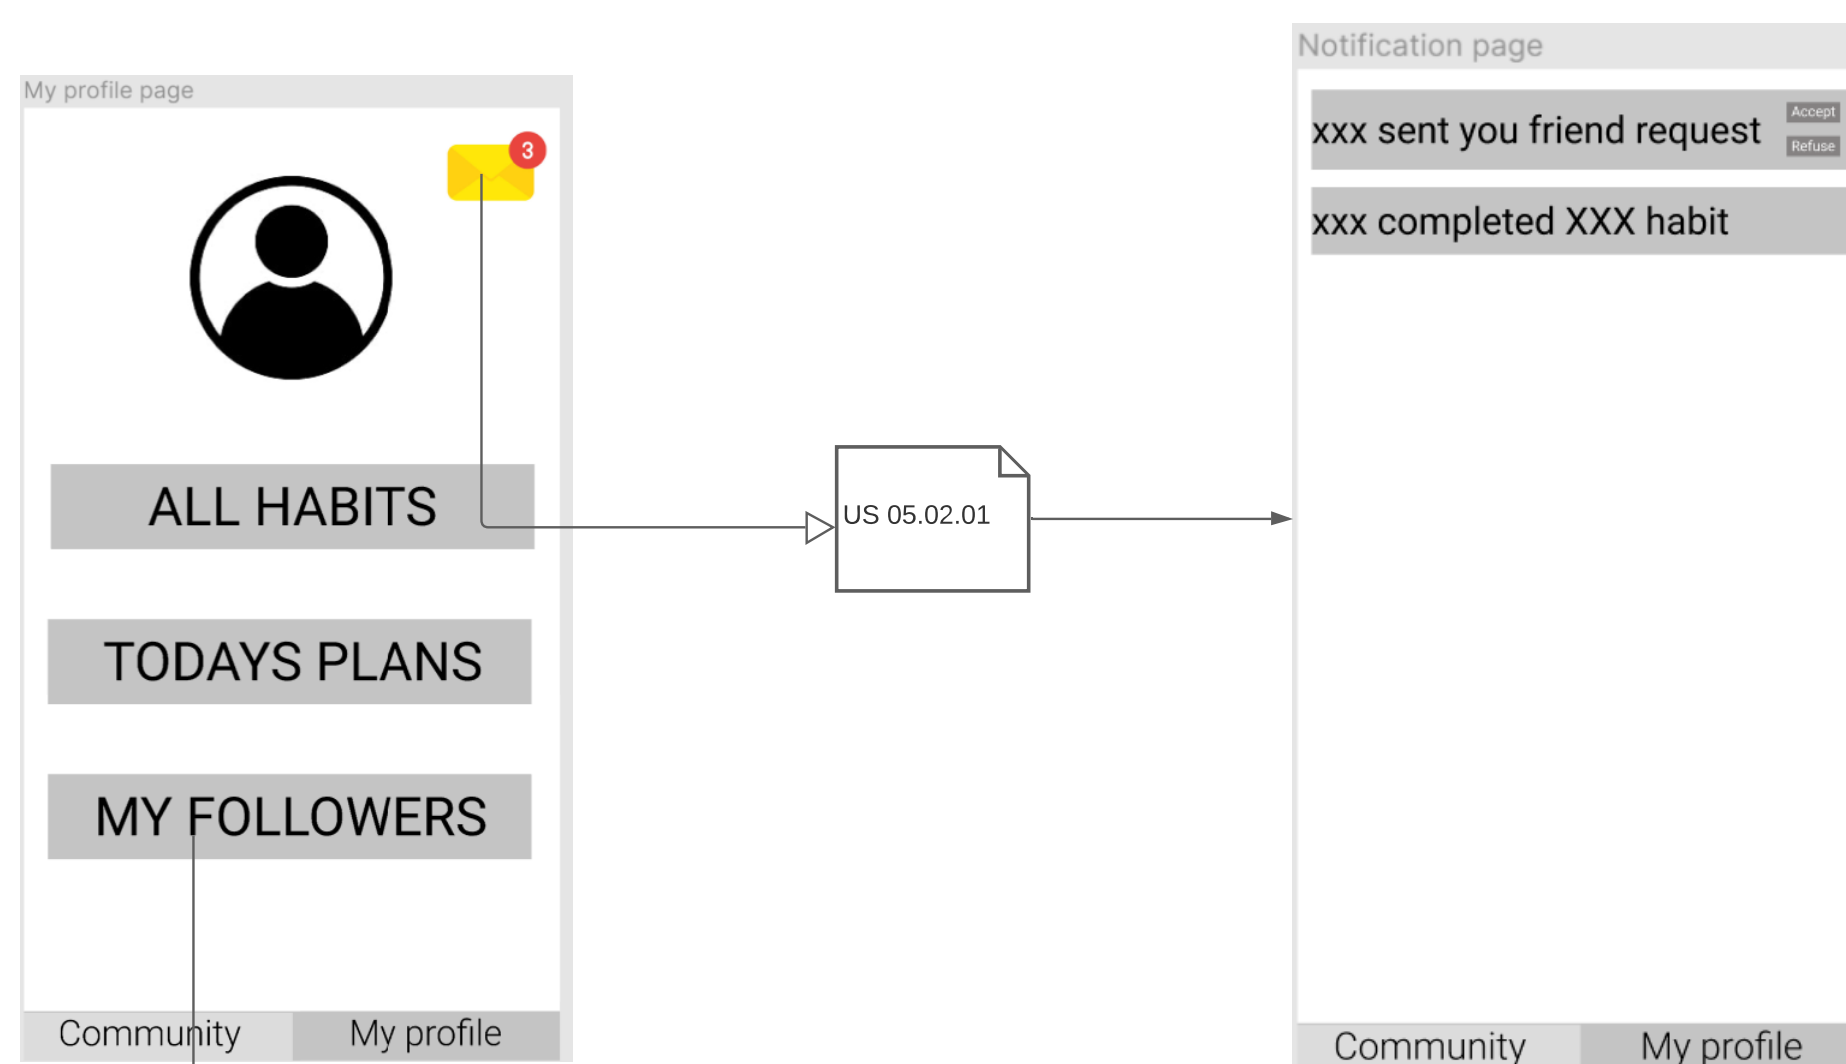 My profile page
3
ALL HABITS
TODAYS PLANS
MY FOLLOWERS
Community
My profile
US 05.02.01
Notification page
xxx sent you friend request
Accept
Refuse
xxx completed XXX habit
Community
My profile